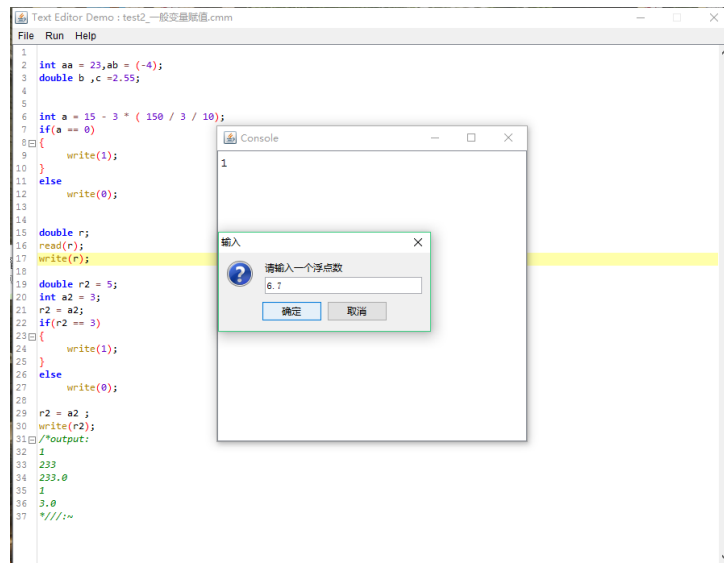 Text Editor Demo : test2_一般变量赋值.cmm
File Run Help
1
2 int aa = 23,ab = (-4);
3 double b ,c =2.55;
4
5
6 int a = 15 - 3 * ( 150 / 3 / 10);
7 if(a == 0)
8 {
9 write(1);
10 }
11 else
12 write(0);
13
14
15 double r;
16 read(r);
17 write(r);
18
19 double r2 = 5;
20 int a2 = 3;
21 r2 = a2;
22 if(r2 == 3)
23 {
24 write(1);
25 }
26 else
27 write(0);
28
29 r2 = a2 ;
30 write(r2);
31 /*output:
32 1
33 233
34 233.0
35 1
36 3.0
37 *///:~
Console
1
输入
请输入一个浮点数
6.7
确定 取消